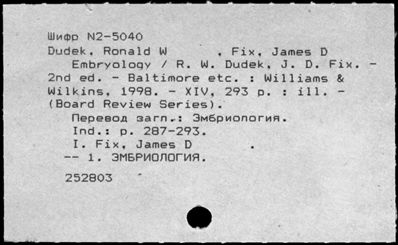 Шифр N2-5040
Dudek, Ronald W , Fix, James D
Embryology / R. W. Dudek, J. D. Fix. -
2nd ed. - Baltimore etc. : Williams &
Wilkins, 1998. - XIV, 293 p. : ill. -
(Board Review Series).
Перевод загл.: Эмбриология.
Ind.: p. 287-293.
I. Fix, James D .
-- 1. ЭМБРИОЛОГИЯ.
252803